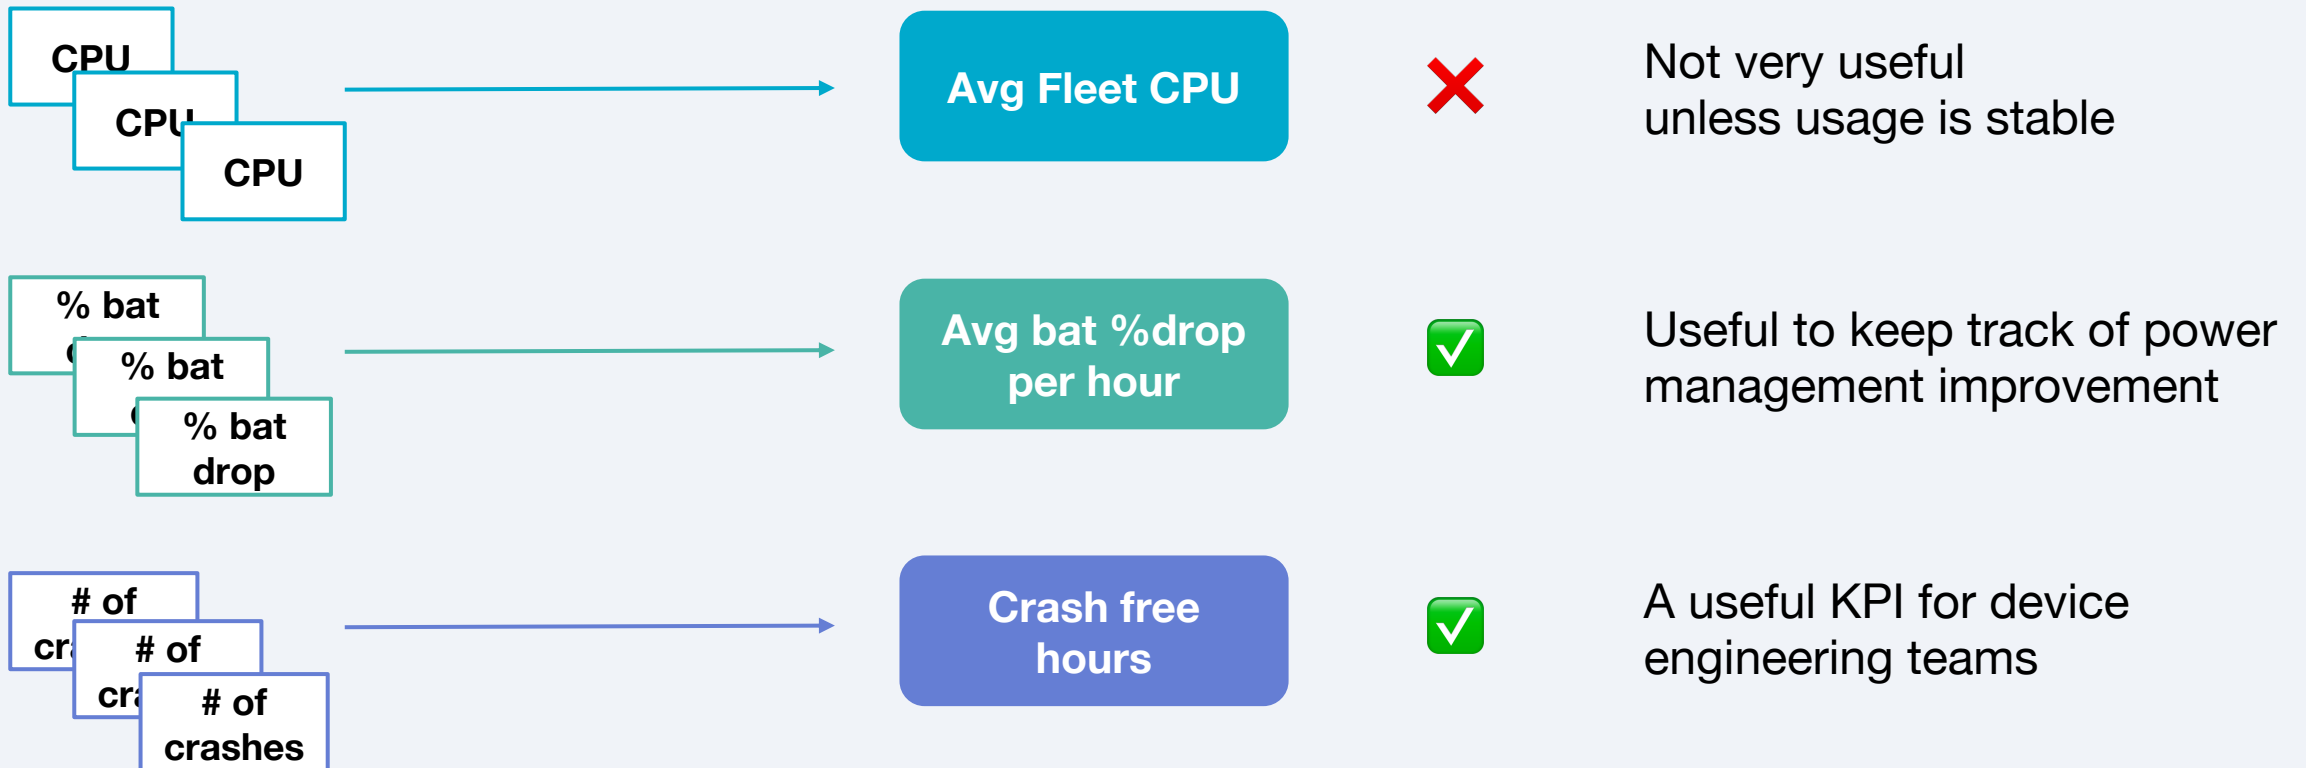 CPU
CPU
CPU
Avg Fleet CPU
Not very useful
unless usage is stable
% bat
% bat
% bat
drop
Avg bat %drop
per hour
Useful to keep track of power
management improvement
# of
# of
# of
crashes
Crash free
hours
A useful KPI for device
engineering teams